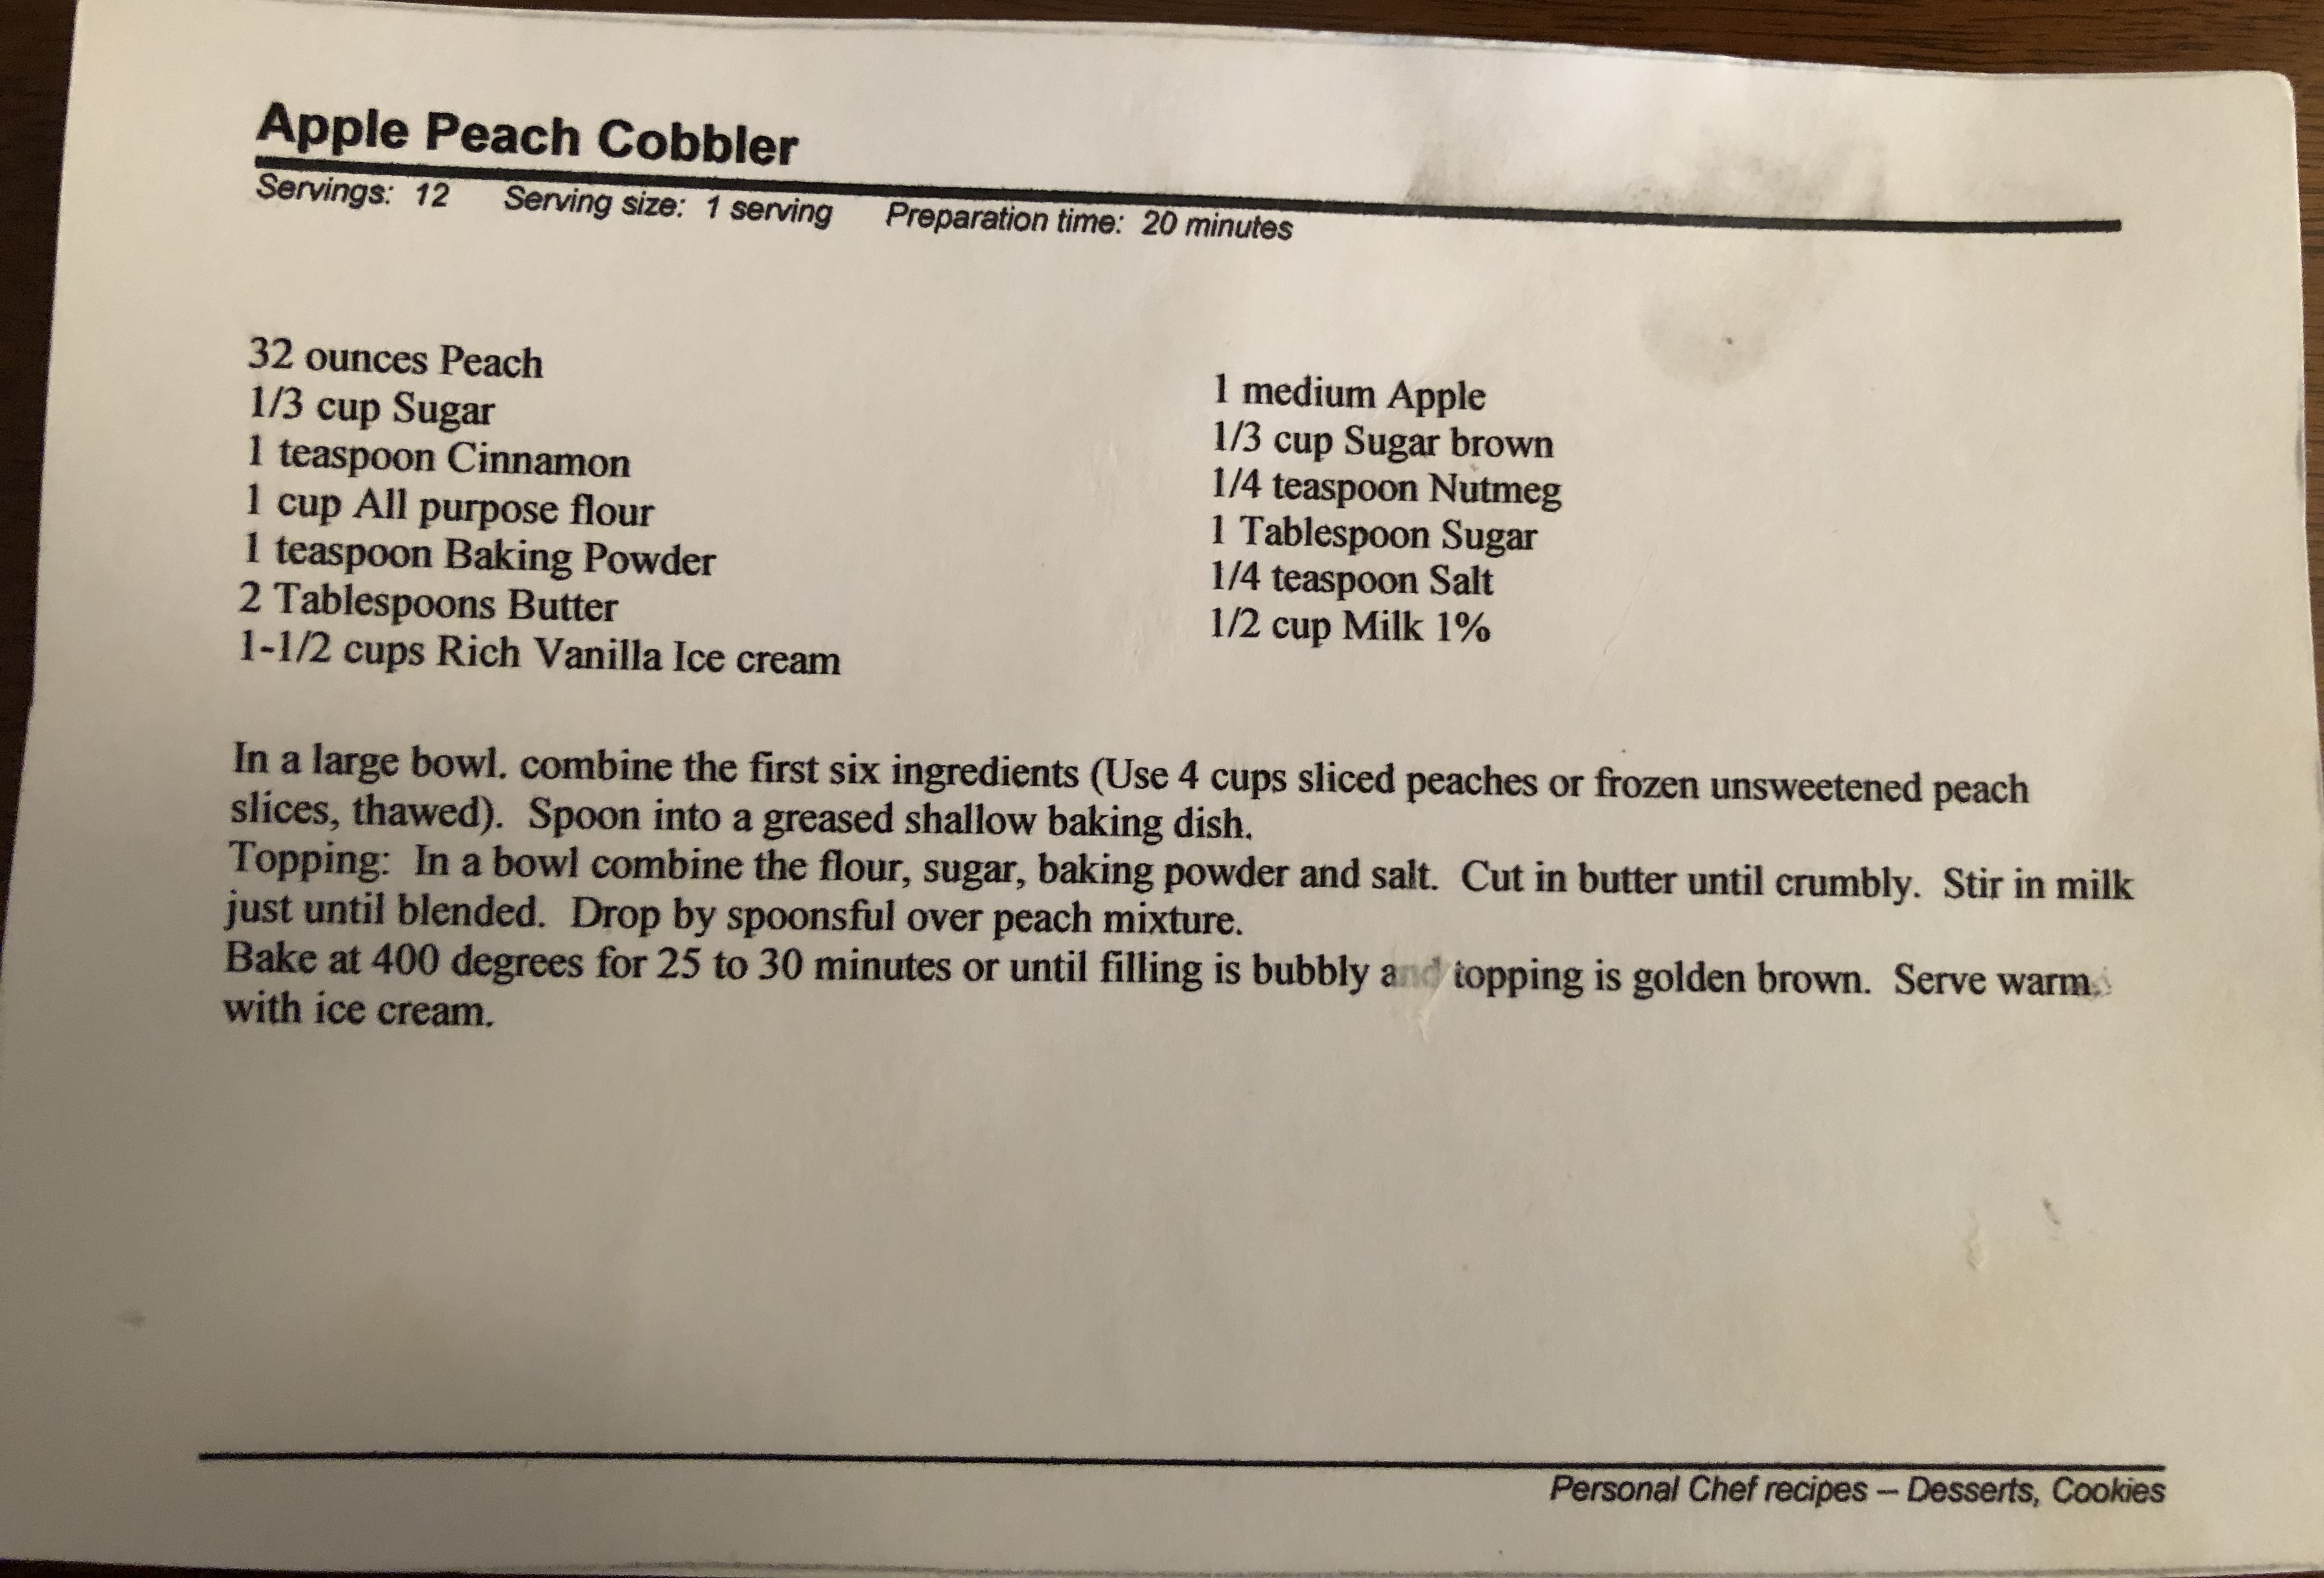 Apple Peach Cobbler
Servings: 12 Serving size: 1 serving Preparation time: 20 minutes
32 ounces Peach
1/3 cup Sugar
1 teaspoon Cinnamon
1 cup All purpose flour
1 teaspoon Baking Powder
2 Tablespoons Butter
1-1/2 cups Rich Vanilla Ice cream
1 medium Apple
1/3 cup Sugar brown
1/4 teaspoon Nutmeg
1 Tablespoon Sugar
1/4 teaspoon Salt
1/2 cup Milk 1%
In a large bowl. combine the first six ingredients (Use 4 cups sliced peaches or frozen unsweetened peach
slices, thawed). Spoon into a greased shallow baking dish.
Topping: In a bowl combine the flour, sugar, baking powder and salt. Cut in butter until crumbly. Stir in milk
just until blended. Drop by spoonsful over peach mixture.
Bake at 400 degrees for 25 to 30 minutes or until filling is bubbly and topping is golden brown. Serve warm
with ice cream.
Personal Chef recipes – Desserts, Cookies